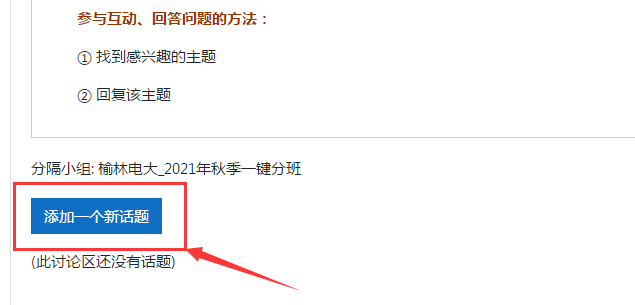 参与互动、回答问题的方法：
① 找到感兴趣的主题
② 回复该主题
分隔小组: 榆林电大_2021年秋季一键分班
添加一个新话题
(此讨论区还没有话题)